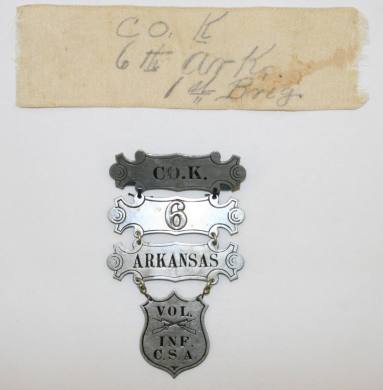 CO. K
6th Ark.
1st Brig.
CO.K.
6
ARKANSAS
VOL.
INF.
C.S.A.